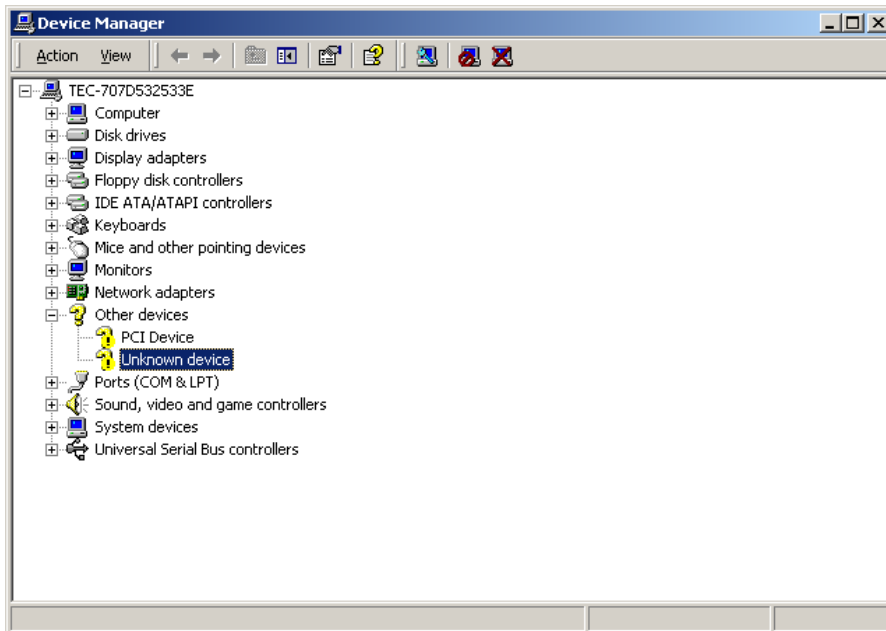 Device Manager
Action View
TEC-707D532533E
Computer
Disk drives
Display adapters
Floppy disk controllers
IDE ATA/ATAPI controllers
Keyboards
Mice and other pointing devices
Monitors
Network adapters
Other devices
PCI Device
Unknown device
Ports (COM & LPT)
Sound, video and game controllers
System devices
Universal Serial Bus controllers